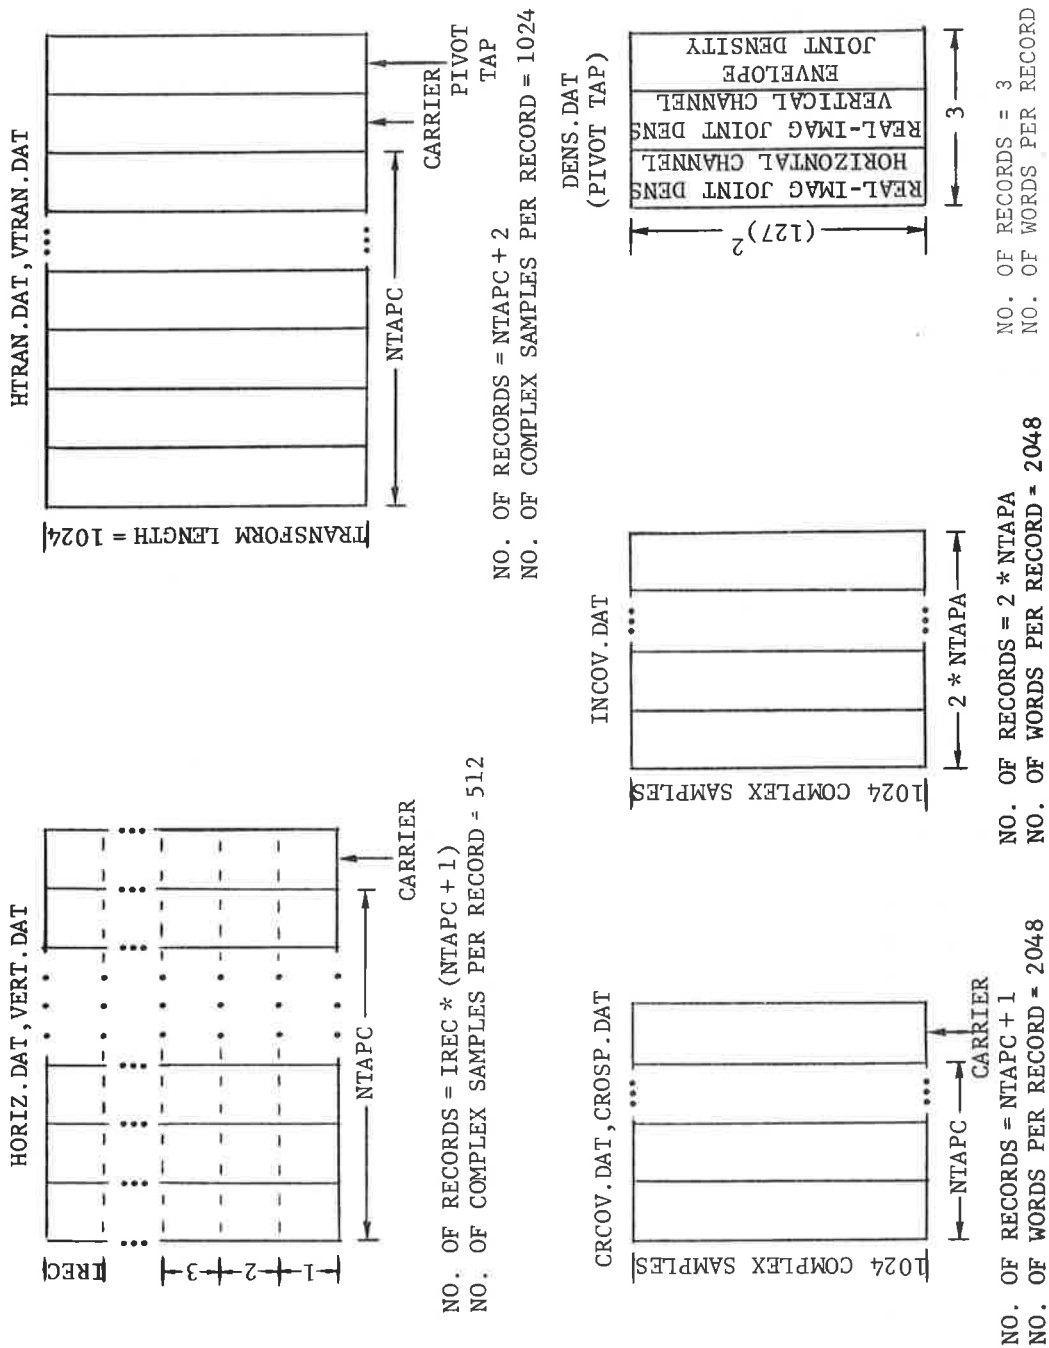 HORIZ.DAT,VERT.DAT
IREC
3
2
1
NTAPC
CARRIER
NO. OF RECORDS = IREC * (NTAPC + 1)
NO. OF COMPLEX SAMPLES PER RECORD = 512
HTRAN.DAT,VTRAN.DAT
TRANSFORM LENGTH = 1024
NTAPC
CARRIER
PIVOT
TAP
NO. OF RECORDS = NTAPC + 2
NO. OF COMPLEX SAMPLES PER RECORD = 1024
CRCOV.DAT,CROSP.DAT
1024 COMPLEX SAMPLES
NTAPC
CARRIER
NO. OF RECORDS = NTAPC + 1
NO. OF WORDS PER RECORD = 2048
INCOV.DAT
1024 COMPLEX SAMPLES
2 * NTAPA
NO. OF RECORDS = 2 * NTAPA
NO. OF WORDS PER RECORD = 2048
DENS.DAT
(PIVOT TAP)
(127)²
REAL-IMAG JOINT DENS
HORIZONTAL CHANNEL
REAL-IMAG JOINT DENS
VERTICAL CHANNEL
ENVELOPE
JOINT DENSITY
3
NO. OF RECORDS = 3
NO. OF WORDS PER RECORD